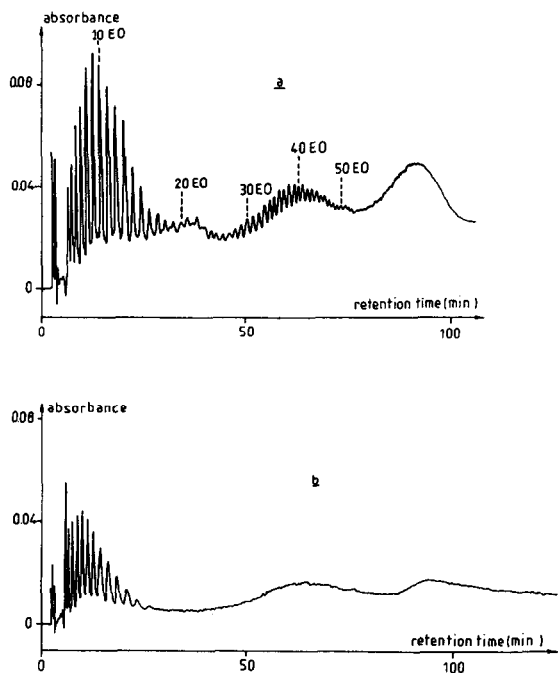 absorbance
10 EO
0.08
a
40 EO
20 EO
30 EO
50 EO
0.04
0
retention time (min)
0
50
100
absorbance
0.08
b
0.04
0
retention time (min)
0
50
100